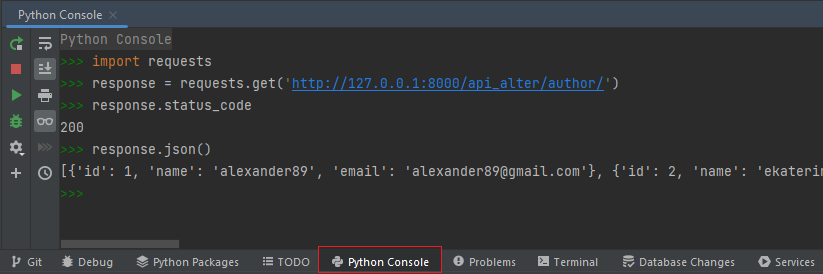 Python Console
Python Console
>>> import requests
>>> response = requests.get('http://127.0.0.1:8000/api_alter/author/')
>>> response.status_code
200
>>> response.json()
[{'id': 1, 'name': 'alexander89', 'email': 'alexander89@gmail.com'}, {'id': 2, 'name': 'ekaterin
>>>
Git Debug Python Packages TODO Python Console Problems Terminal Database Changes Services